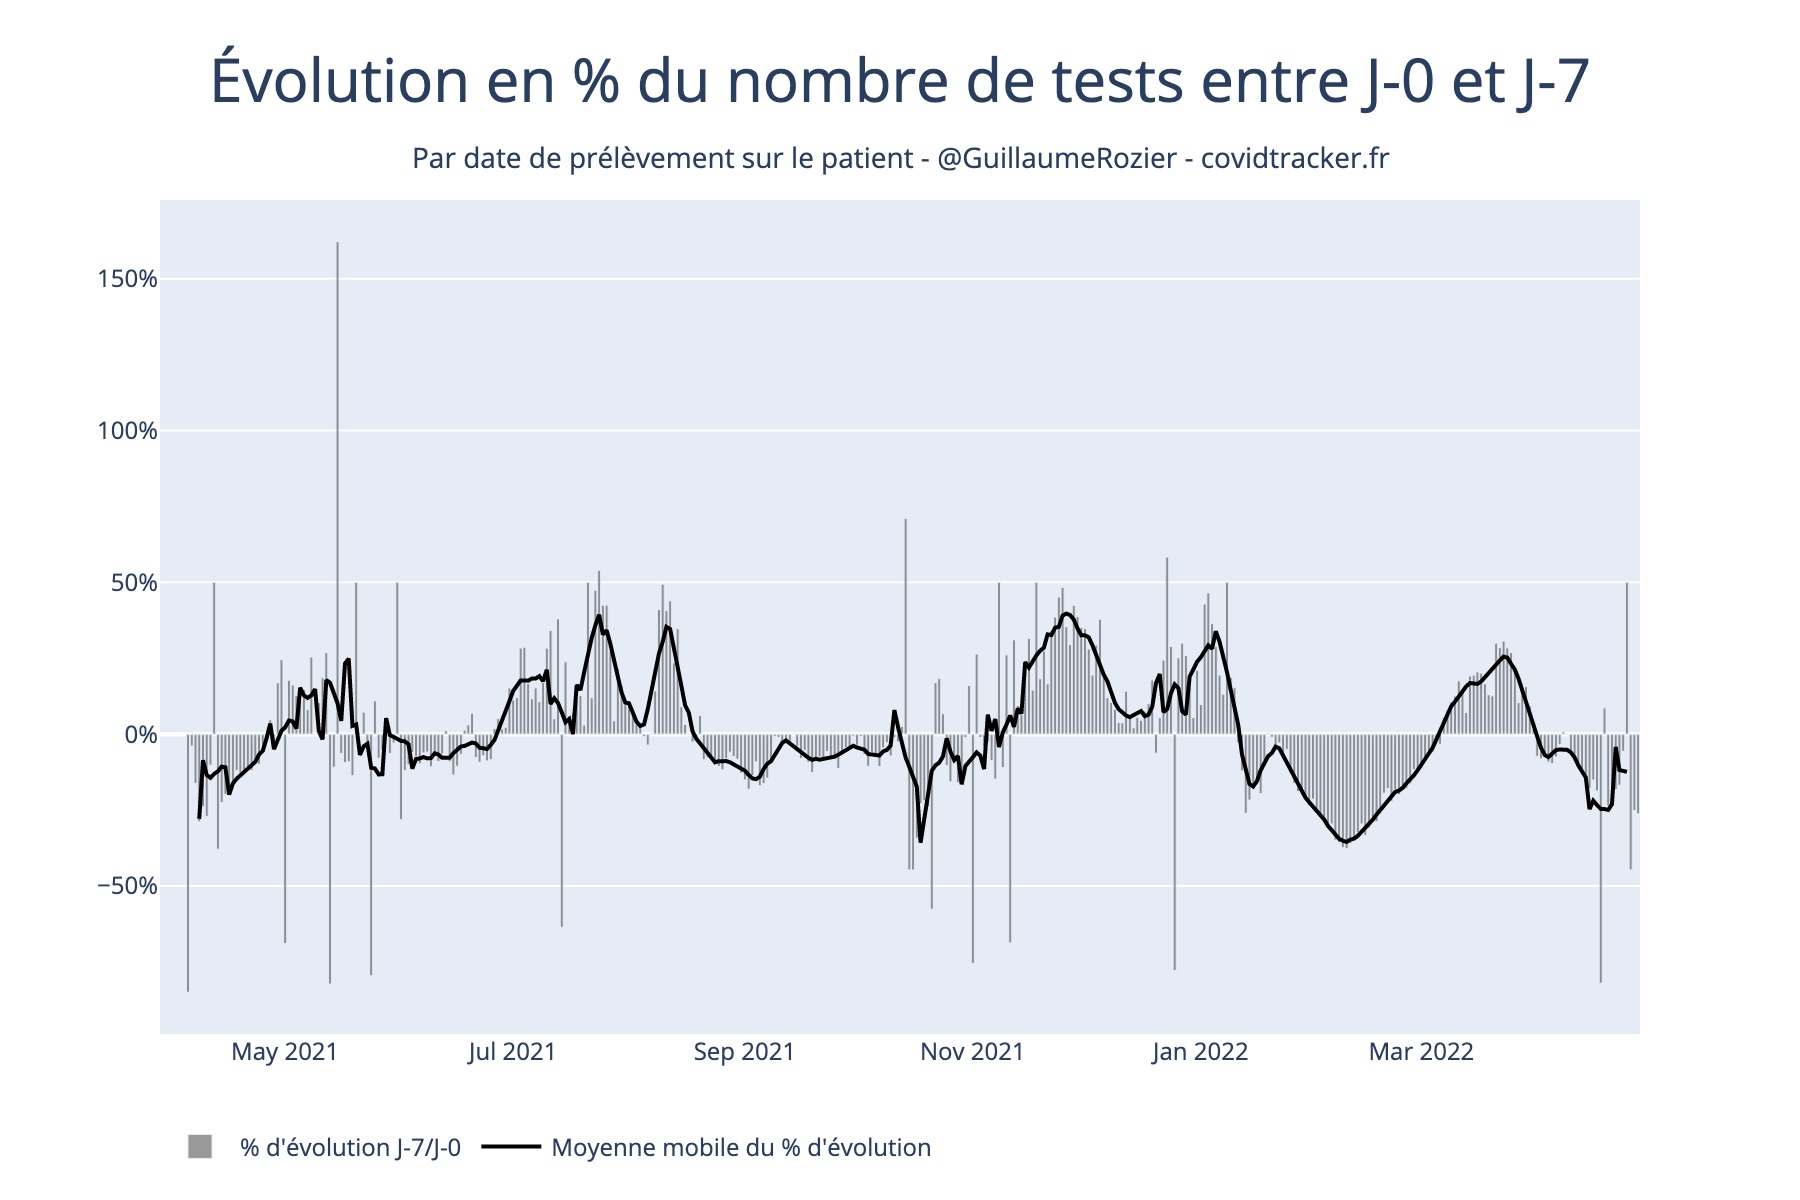 Évolution en % du nombre de tests entre J-0 et J-7
Par date de prélèvement sur le patient - @GuillaumeRozier - covidtracker.fr
150%
100%
50%
0%
−50%
May 2021
Jul 2021
Sep 2021
Nov 2021
Jan 2022
Mar 2022
% d'évolution J-7/J-0
Moyenne mobile du % d'évolution